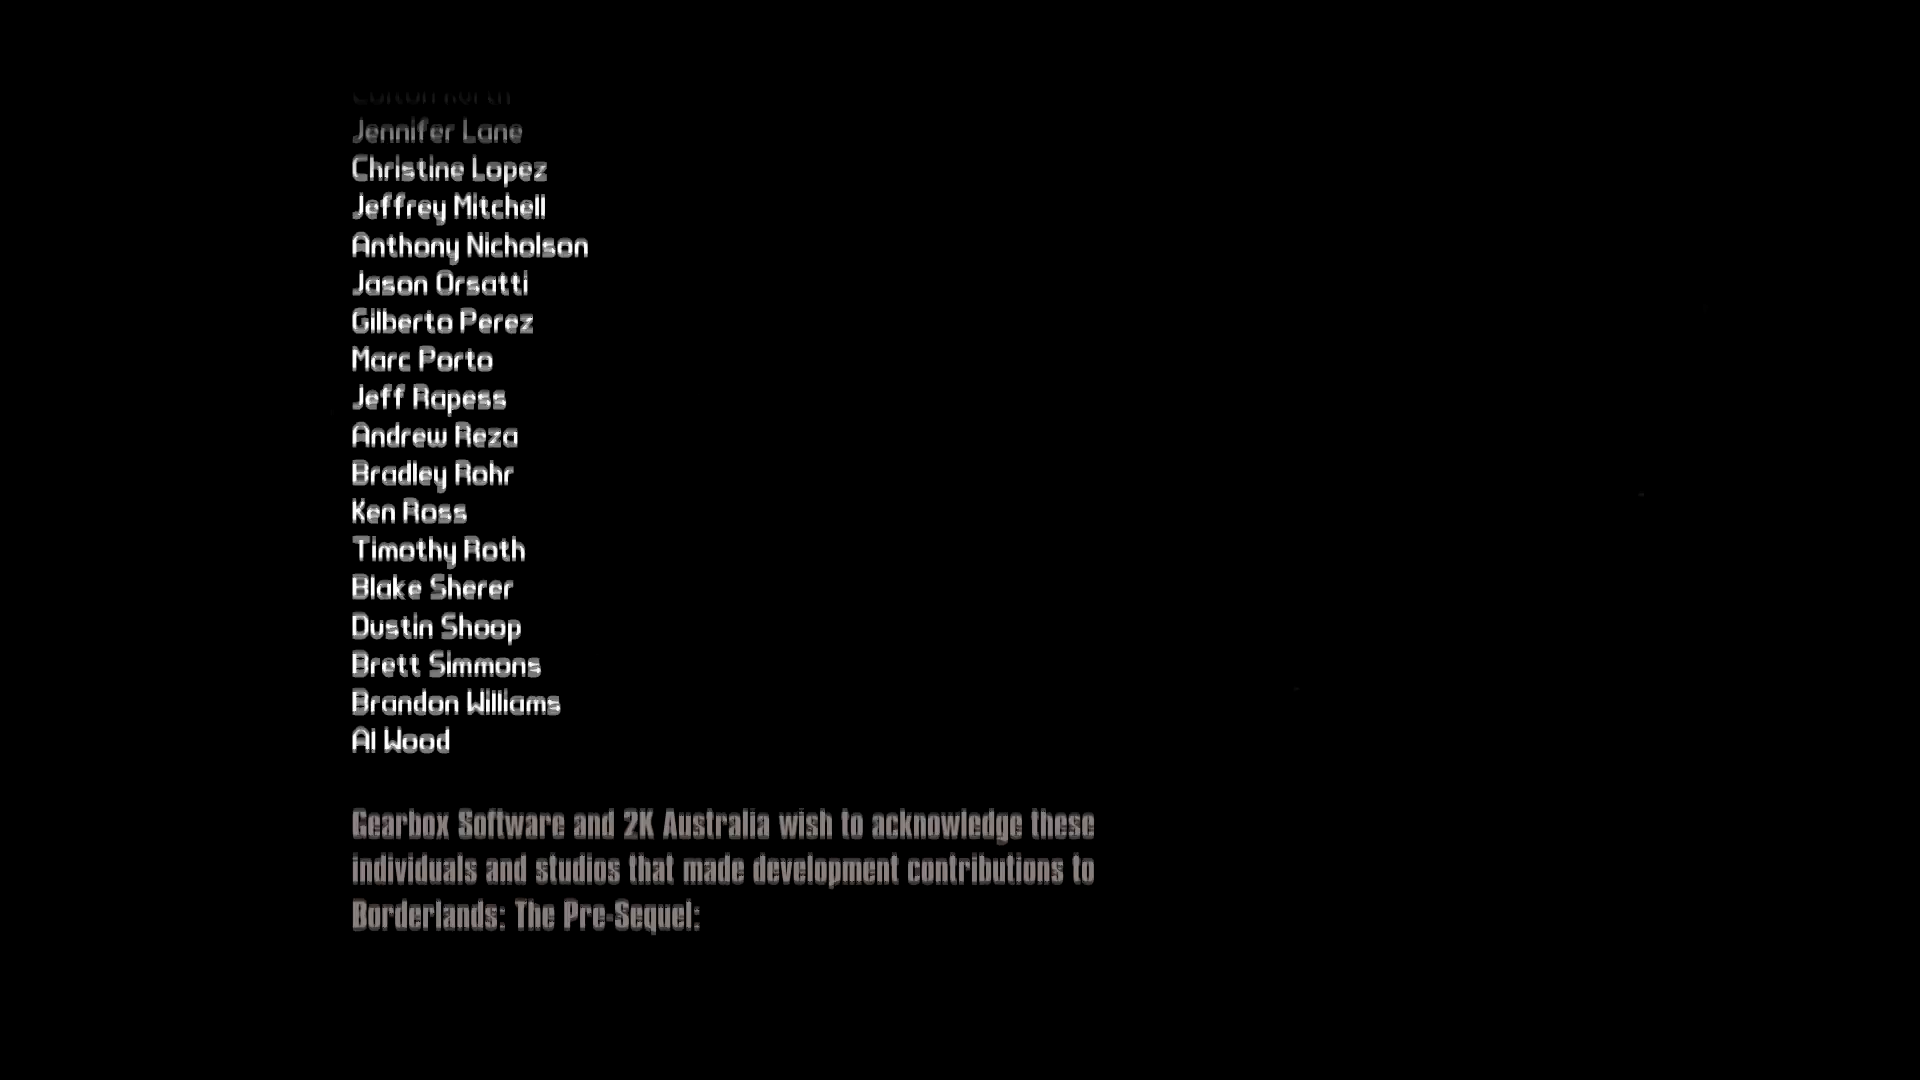 Jennifer Lane
Christine Lopez
Jeffrey Mitchell
Anthony Nicholson
Jason Orsatti
Gilberto Perez
Marc Porto
Jeff Rapess
Andrew Reza
Bradley Rohr
Ken Ross
Timothy Roth
Blake Sherer
Dustin Shoop
Brett Simmons
Brandon Williams
Al Wood
Gearbox Software and 2K Australia wish to acknowledge these
individuals and studios that made development contributions to
Borderlands: The Pre-Sequel: